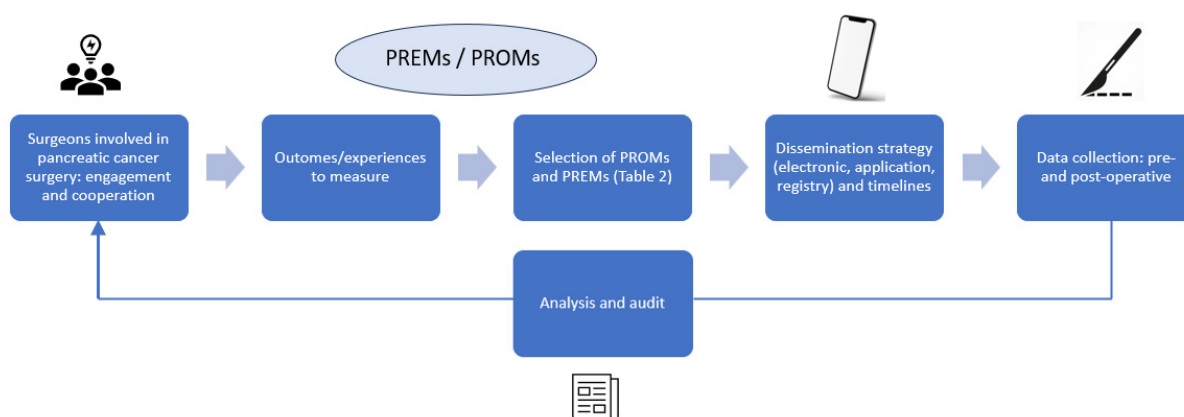 PREMs / PROMs
Surgeons involved in
pancreatic cancer
surgery: engagement
and cooperation
Outcomes/experiences
to measure
Selection of PROMs
and PREMs (Table 2)
Dissemination strategy
(electronic, application,
registry) and timelines
Data collection: pre-
and post-operative
Analysis and audit